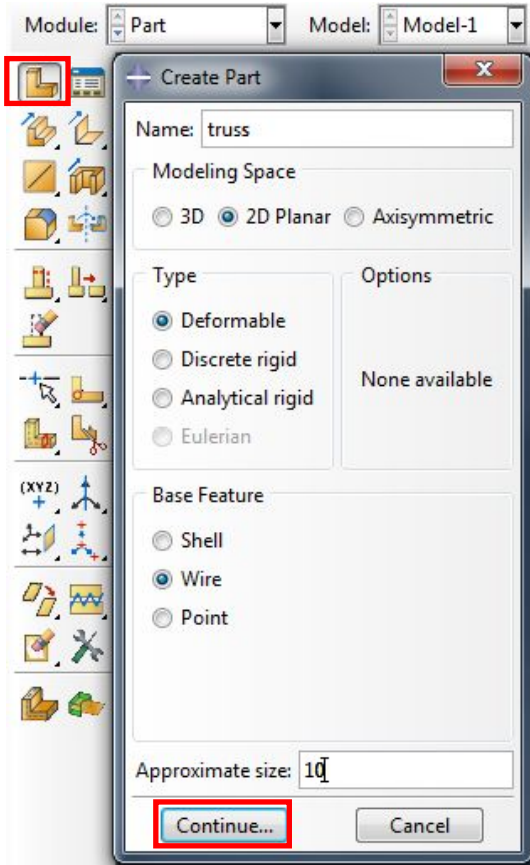 Module: Part Model: Model-1
Create Part
Name: truss
Modeling Space
3D 2D Planar Axisymmetric
Type Options
Deformable
Discrete rigid
Analytical rigid
Eulerian
None available
Base Feature
Shell
Wire
Point
Approximate size: 10
Continue... Cancel
(XYZ)